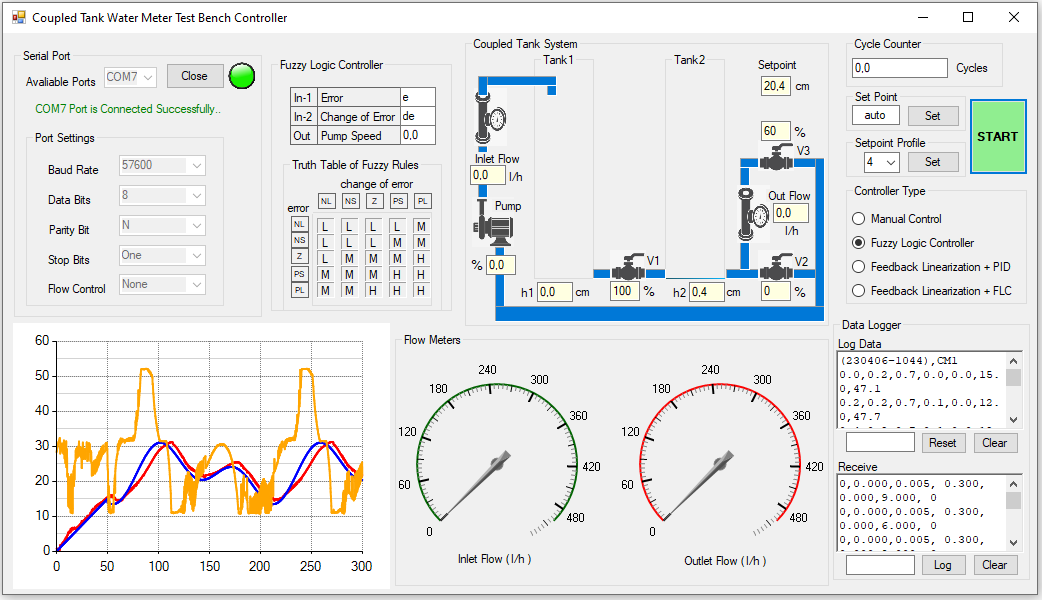 Coupled Tank Water Meter Test Bench Controller
Serial Port
Avaliable Ports COM7 Close
COM7 Port is Connected Successfully..
Port Settings
Baud Rate 57600
Data Bits 8
Parity Bit N
Stop Bits One
Flow Control None
Fuzzy Logic Controller
In-1 Error e
In-2 Change of Error de
Out Pump Speed 0,0
Truth Table of Fuzzy Rules
change of error
error NL NS Z PS PL
NL L L L L M
NS L L L M M
Z L M M M H
PS M M M H H
PL M M H H H
Coupled Tank System
Tank1
Tank2
Setpoint
20,4 cm
60 %
V3
Inlet Flow
0,0 l/h
Pump
% 0,0
Out Flow
0,0
l/h
V1
V2
h1 0,0 cm 100 % h2 0,4 cm 0 %
Cycle Counter
0,0 Cycles
Set Point
auto Set
START
Setpoint Profile
4 Set
Controller Type
Manual Control
Fuzzy Logic Controller
Feedback Linearization + PID
Feedback Linearization + FLC
60
50
40
30
20
10
0
0 50 100 150 200 250 300
Flow Meters
0 60 120 180 240 300 360 420 480
Inlet Flow ( l/h )
0 60 120 180 240 300 360 420 480
Outlet Flow ( l/h )
Data Logger
Log Data
(230406-1044),CM1
0.0,0.2,0.7,0.0,0.0,15.
0,47.1
0.2,0.2,0.7,0.1,0.0,12.
0,47.7
Reset Clear
Receive
0,0.000,0.005, 0.300,
0.000,9.000, 0
0,0.000,0.005, 0.300,
0.000,6.000, 0
0,0.000,0.005, 0.300,
Log Clear